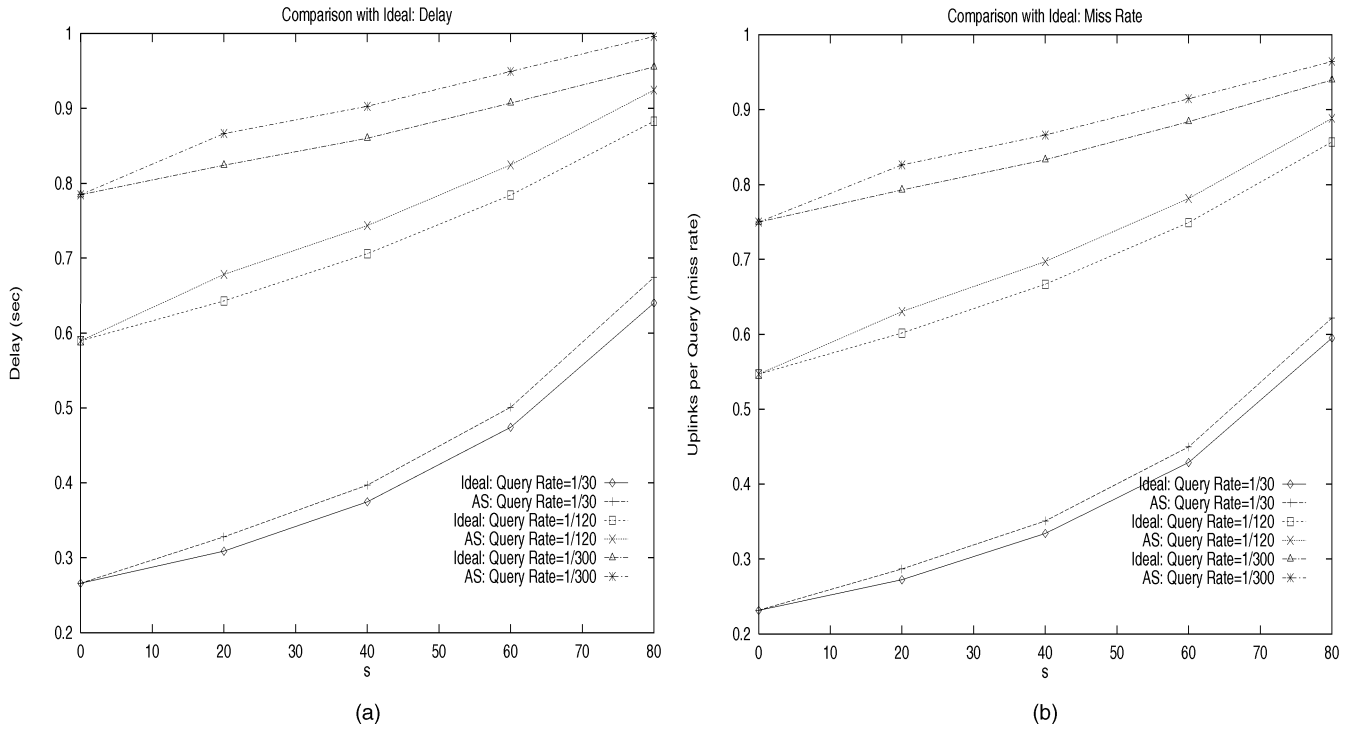 Comparison with Ideal: Delay
1
0.9
0.8
0.7
0.6
0.5
0.4
0.3
0.2
Delay (sec)
Ideal: Query Rate=1/30
AS: Query Rate=1/30
Ideal: Query Rate=1/120
AS: Query Rate=1/120
Ideal: Query Rate=1/300
AS: Query Rate=1/300
0 10 20 30 40 50 60 70 80
s
(a)
Comparison with Ideal: Miss Rate
1
0.9
0.8
0.7
0.6
0.5
0.4
0.3
0.2
Uplinks per Query (miss rate)
Ideal: Query Rate=1/30
AS: Query Rate=1/30
Ideal: Query Rate=1/120
AS: Query Rate=1/120
Ideal: Query Rate=1/300
AS: Query Rate=1/300
0 10 20 30 40 50 60 70 80
s
(b)